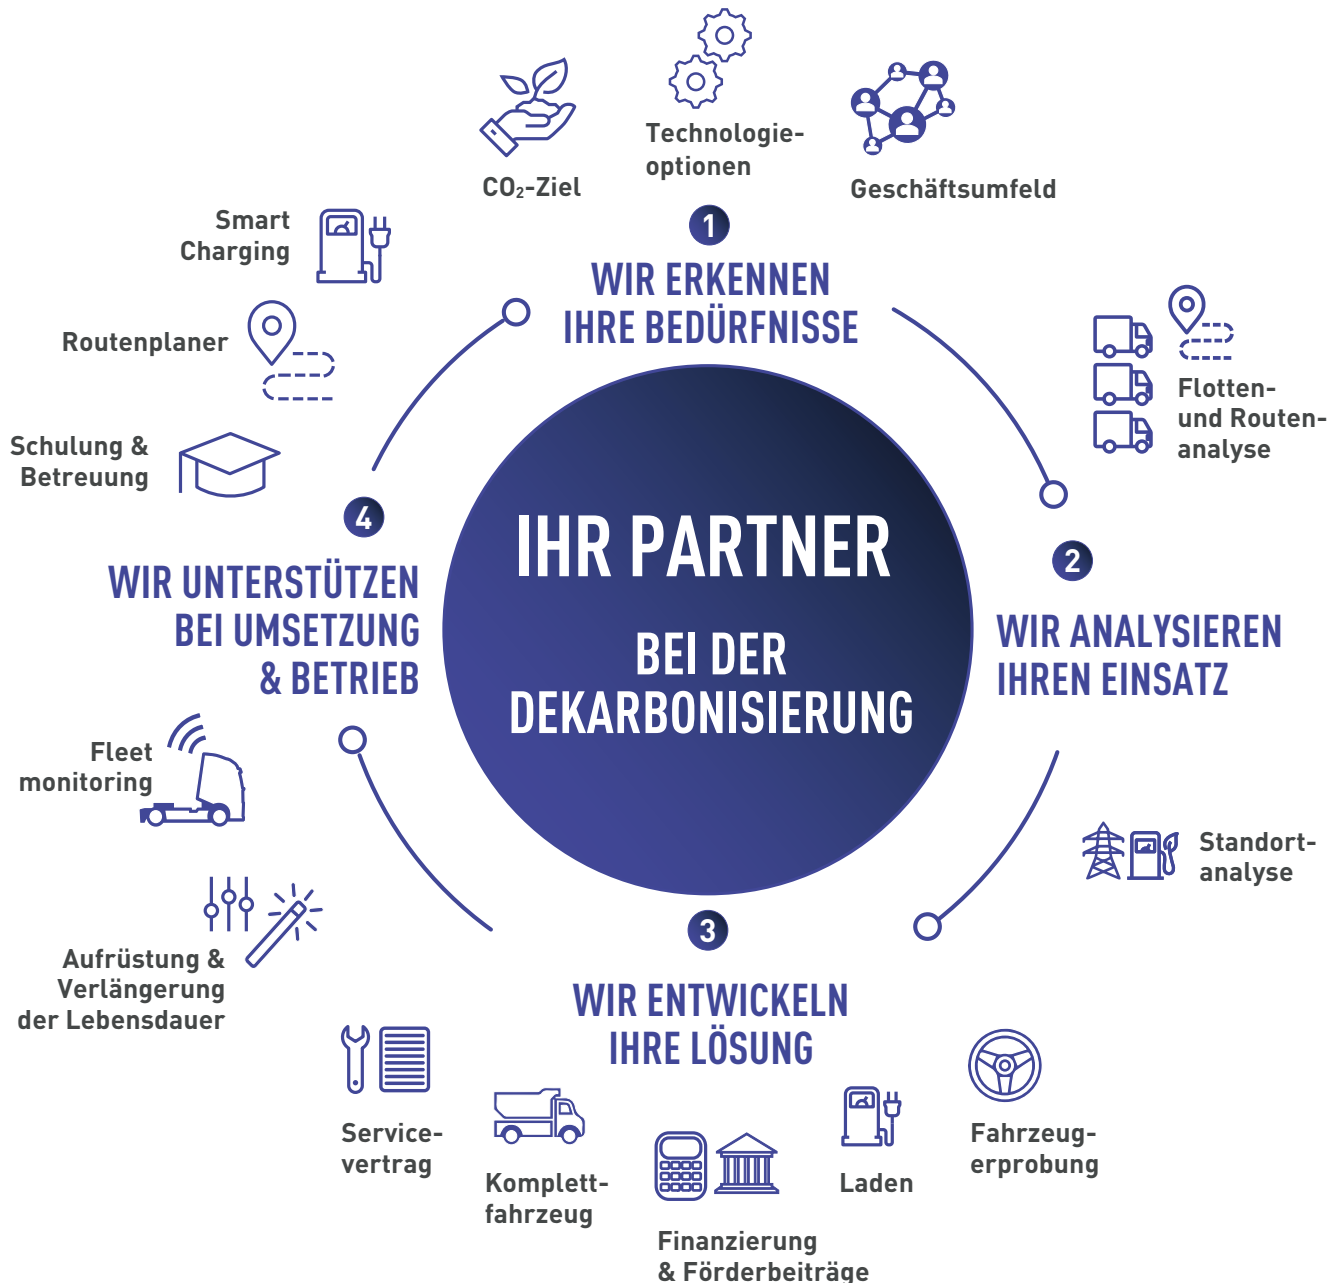 CO₂-Ziel
Technologie-
optionen
Geschäftsumfeld
1
WIR ERKENNEN
IHRE BEDÜRFNISSE
Flotten-
und Routen-
analyse
2
WIR ANALYSIEREN
IHREN EINSATZ
Standort-
analyse
3
WIR ENTWICKELN
IHRE LÖSUNG
Fahrzeug-
erprobung
Laden
Finanzierung
& Förderbeiträge
Komplett-
fahrzeug
Service-
vertrag
4
WIR UNTERSTÜTZEN
BEI UMSETZUNG
& BETRIEB
Aufrüstung &
Verlängerung
der Lebensdauer
Fleet
monitoring
Schulung &
Betreuung
Routenplaner
Smart
Charging
IHR PARTNER
BEI DER
DEKARBONISIERUNG